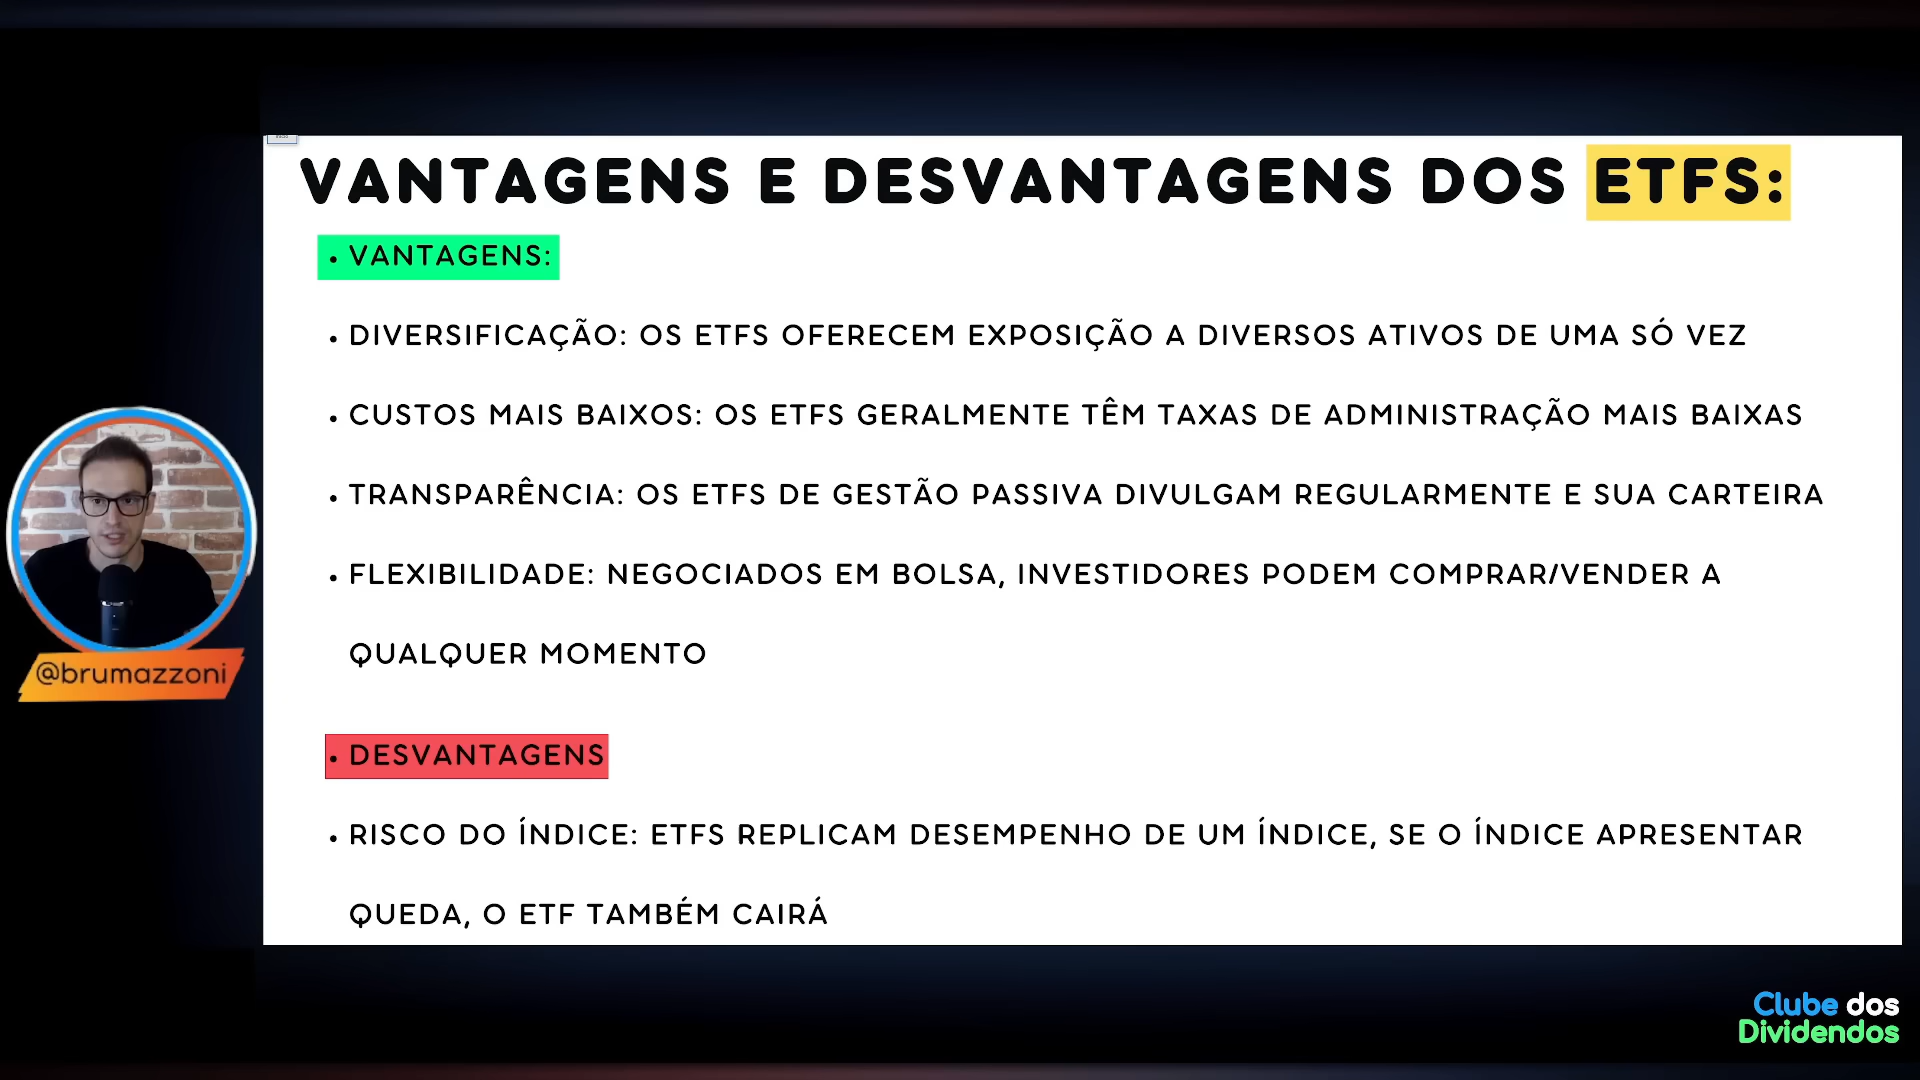 VANTAGENS E DESVANTAGENS DOS ETFS:
• VANTAGENS:
• DIVERSIFICAÇÃO: OS ETFS OFERECEM EXPOSIÇÃO A DIVERSOS ATIVOS DE UMA SÓ VEZ
• CUSTOS MAIS BAIXOS: OS ETFS GERALMENTE TÊM TAXAS DE ADMINISTRAÇÃO MAIS BAIXAS
• TRANSPARÊNCIA: OS ETFS DE GESTÃO PASSIVA DIVULGAM REGULARMENTE E SUA CARTEIRA
• FLEXIBILIDADE: NEGOCIADOS EM BOLSA, INVESTIDORES PODEM COMPRAR/VENDER A
QUALQUER MOMENTO
• DESVANTAGENS
• RISCO DO ÍNDICE: ETFS REPLICAM DESEMPENHO DE UM ÍNDICE, SE O ÍNDICE APRESENTAR
QUEDA, O ETF TAMBÉM CAIRÁ
@brumazzoni
Clube dos
Dividendos